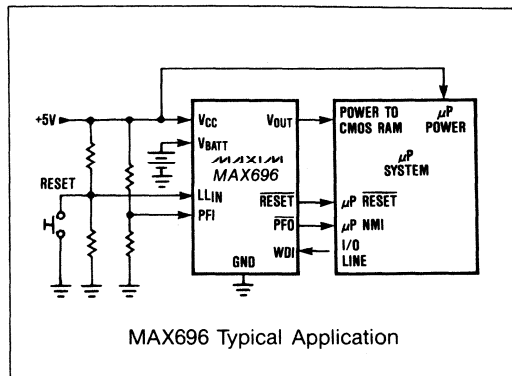 +5V
RESET
VCC
VBATT
LLIN
PFI
VOUT
MAXIM
MAX696
RESET
PFO
WDI
GND
POWER TO
CMOS RAM
μP
POWER
μP
SYSTEM
μP RESET
μP NMI
I/O
LINE
MAX696 Typical Application